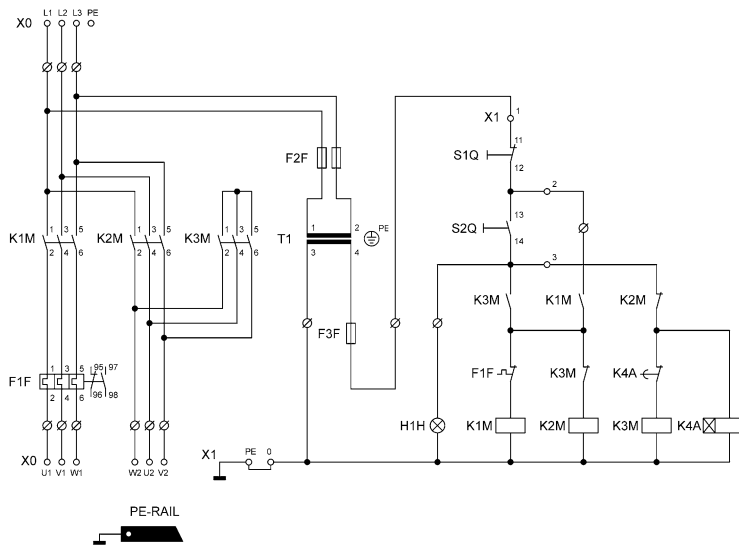 L1 L2 L3 PE
X0
1
X1
11
S1Q
12
F2F
2
13
S2Q
14
3
1 3 5 1 3 5 1 3 5
K1M K2M K3M
2 4 6 2 4 6 2 4 6
1 2 PE
T1
3 4
K3M K1M K2M
F3F
1 3 5 95 97
F1F
2 4 6 96 98
F1F K3M K4A
H1H K1M K2M K3M K4A
X0
U1 V1 W1 W2 U2 V2
X1 PE 0
PE-RAIL